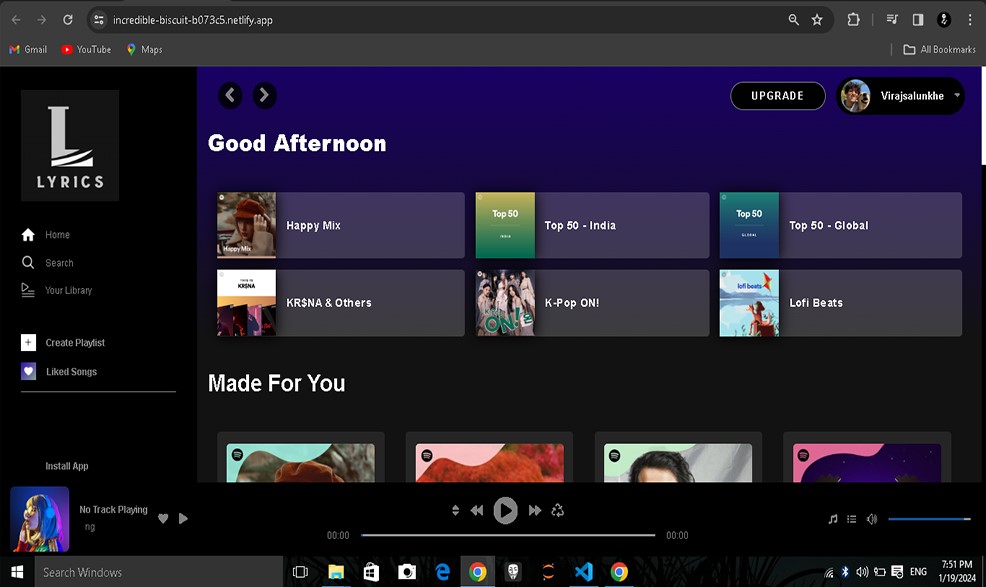 incredible-biscuit-b073c5.netlify.app
Gmail
YouTube
Maps
All Bookmarks
LYRICS
Home
Search
Your Library
Create Playlist
Liked Songs
Install App
UPGRADE
Virajsalunkhe
Good Afternoon
Happy Mix
Happy Mix
Top 50
INDIA
Top 50 - India
Top 50
GLOBAL
Top 50 - Global
KR$NA
KR$NA & Others
ON!
K-Pop ON!
lofi beats
Lofi Beats
Made For You
No Track Playing
ng
00:00
00:00
Search Windows
ENG
7:51 PM
1/19/2024